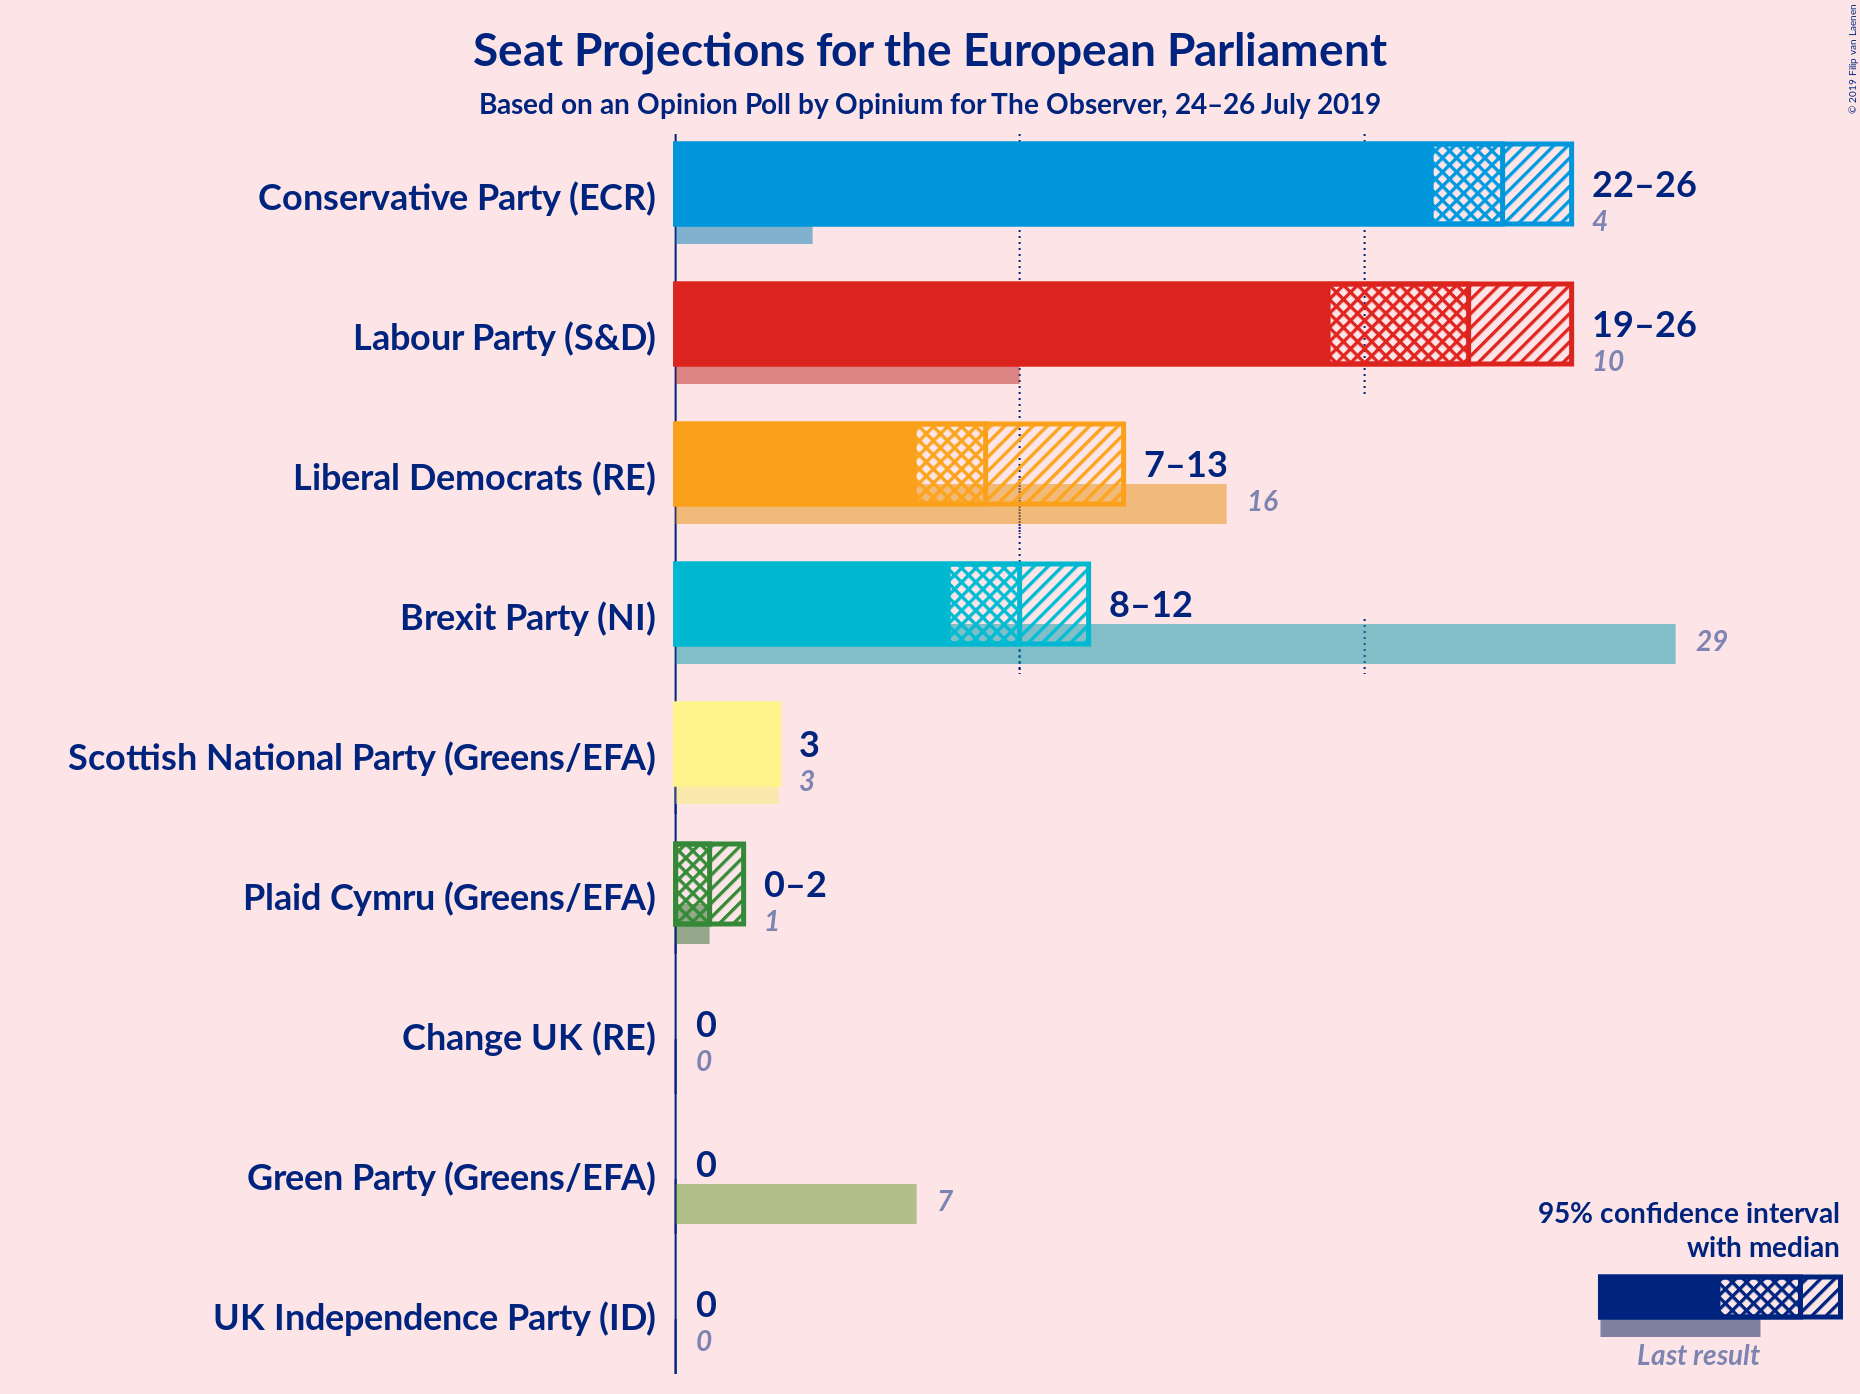 Seat Projections for the European Parliament
Based on an Opinion Poll by Opinium for The Observer, 24–26 July 2019
© 2019 Filip van Laenen
Conservative Party (ECR)
22–26
4
Labour Party (S&D)
19–26
10
Liberal Democrats (RE)
7–13
16
Brexit Party (NI)
8–12
29
Scottish National Party (Greens/EFA)
3
3
Plaid Cymru (Greens/EFA)
0–2
1
Change UK (RE)
0
0
Green Party (Greens/EFA)
0
7
UK Independence Party (ID)
0
0
95% confidence interval
with median
Last result